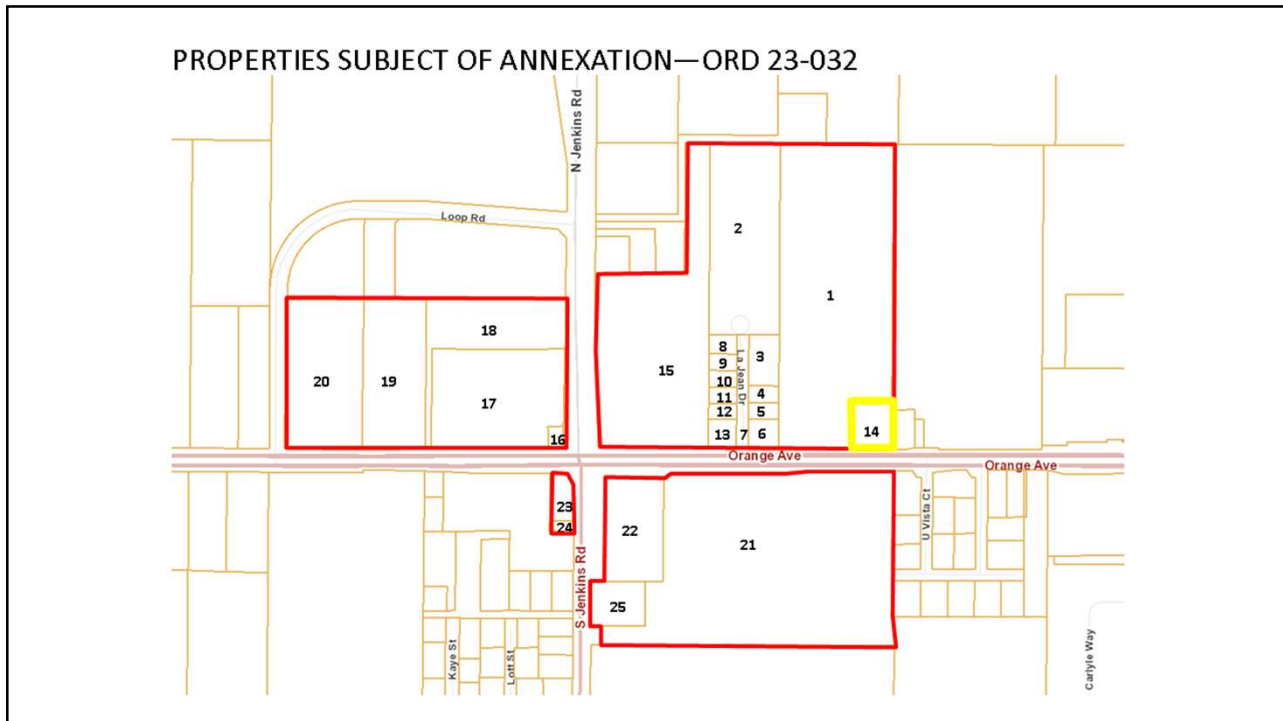 PROPERTIES SUBJECT OF ANNEXATION—ORD 23-032
N Jenkins Rd
Loop Rd
2
1
18
8
3
9
La Jean Dr
15
20
19
10
11
4
17
12
5
14
16
13
7
6
Orange Ave
Orange Ave
23
24
22
21
U Vista Ct
S Jenkins Rd
25
Kaye St
Lott St
Carlyle Way